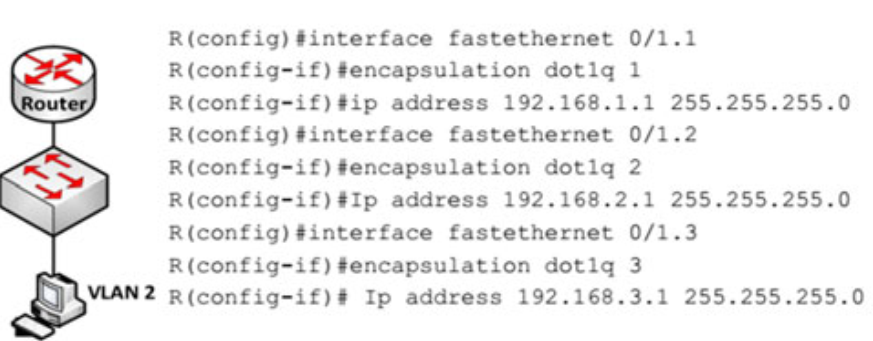 R(config)#interface fastethernet 0/1.1
R(config-if)#encapsulation dot1q 1
Router
R(config-if)#ip address 192.168.1.1 255.255.255.0
R(config)#interface fastethernet 0/1.2
R(config-if)#encapsulation dot1q 2
R(config-if)#Ip address 192.168.2.1 255.255.255.0
R(config)#interface fastethernet 0/1.3
R(config-if)#encapsulation dot1q 3
VLAN 2
R(config-if)# Ip address 192.168.3.1 255.255.255.0